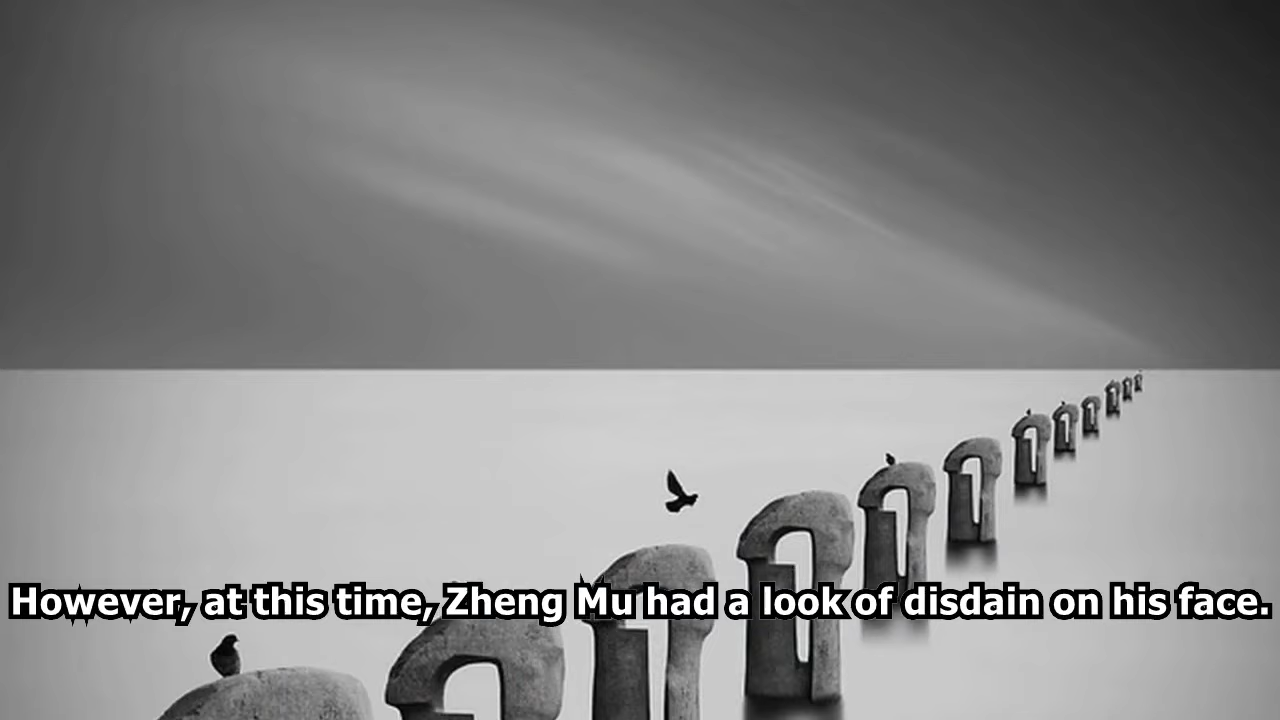 However, at this time, Zheng Mu had a look of disdain on his face.